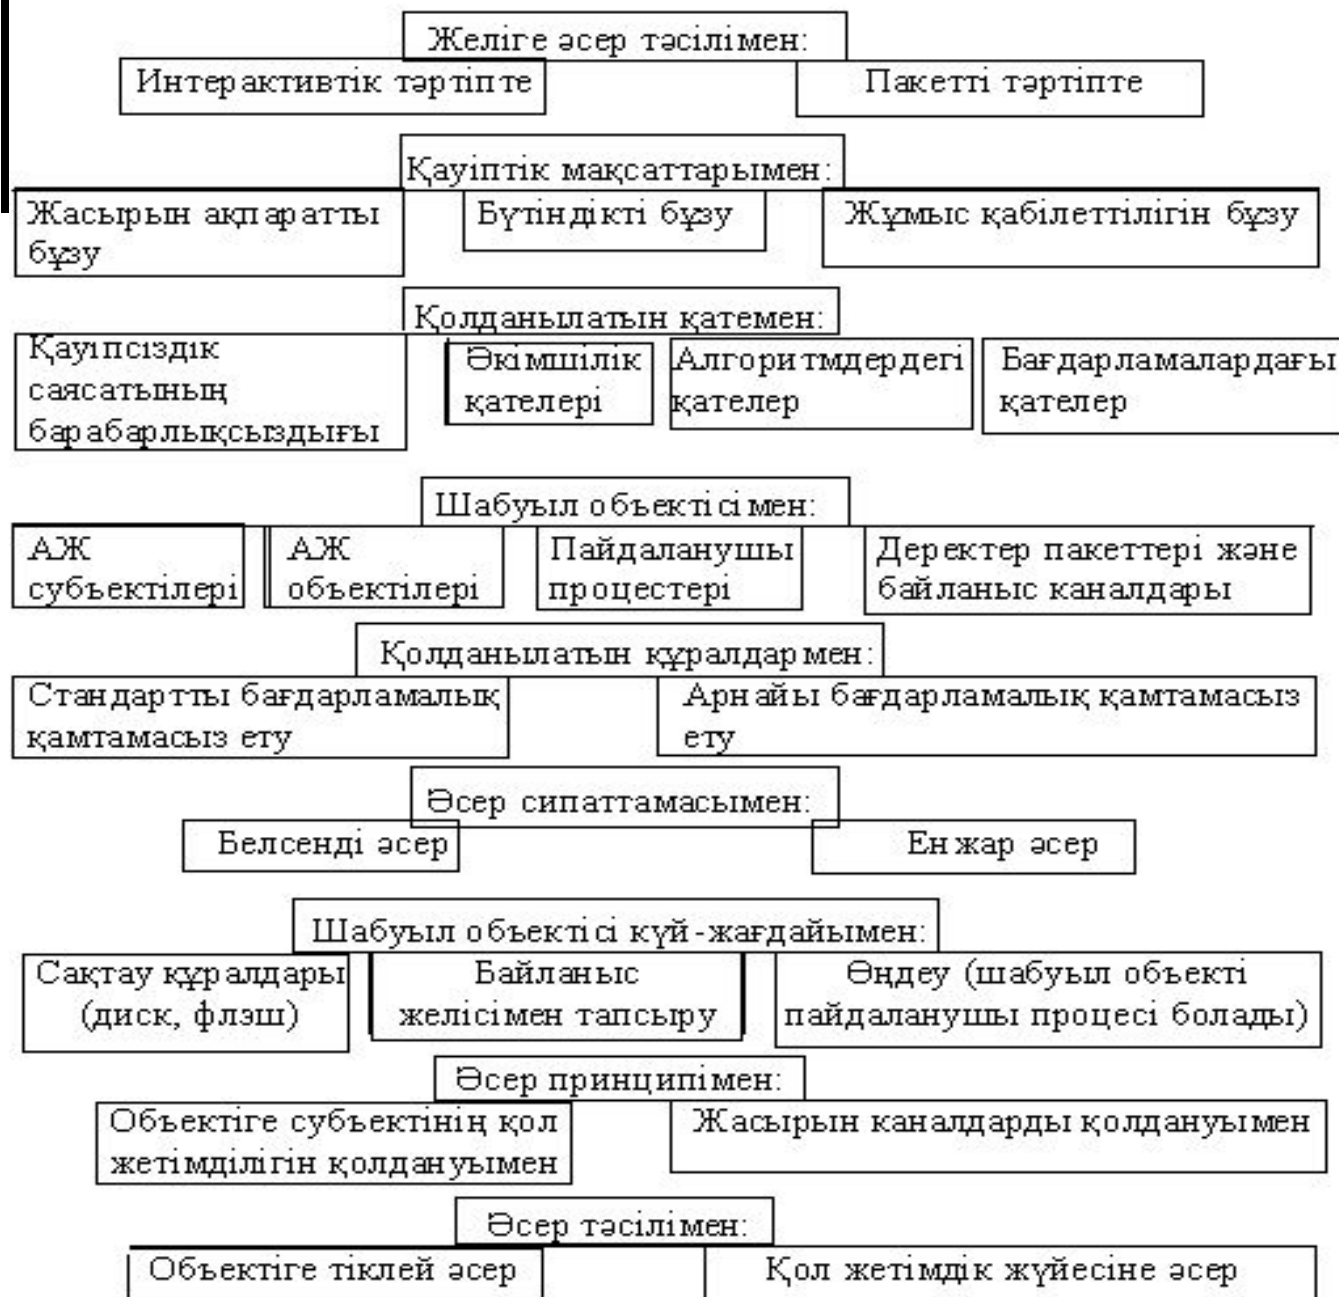 Желіге әсер тәсілімен:
Интерактивтік тәртіпте
Пакетті тәртіпте
Қауіптік мақсаттарымен:
Жасырын ақпаратты
бұзу
Бүтіндікті бұзу
Жұмыс қабілеттілігін бұзу
Қолданылатын қатемен:
Қауіпсіздік
саясатының
барабарлықсыздығы
Әкімшілік
қателері
Алгоритмдердегі
қателер
Бағдарламалардағы
қателер
Шабуыл объектісімен:
АЖ
субъектілері
АЖ
объектілері
Пайдаланушы
процестері
Деректер пакеттері және
байланыс каналдары
Қолданылатын құралдармен:
Стандартты бағдарламалық
қамтамасыз ету
Арнайы бағдарламалық қамтамасыз
ету
Әсер сипаттамасымен:
Белсенді әсер
Енжар әсер
Шабуыл объектісі күй-жағдайымен:
Сақтау құралдары
(диск, флэш)
Байланыс
желісімен тапсыру
Өңдеу (шабуыл объекті
пайдаланушы процесі болады)
Әсер принципімен:
Объектіге субъектінің қол
жетімділігін қолдануымен
Жасырын каналдарды қолдануымен
Әсер тәсілімен:
Объектіге тіклей әсер
Қол жетімдік жүйесіне әсер